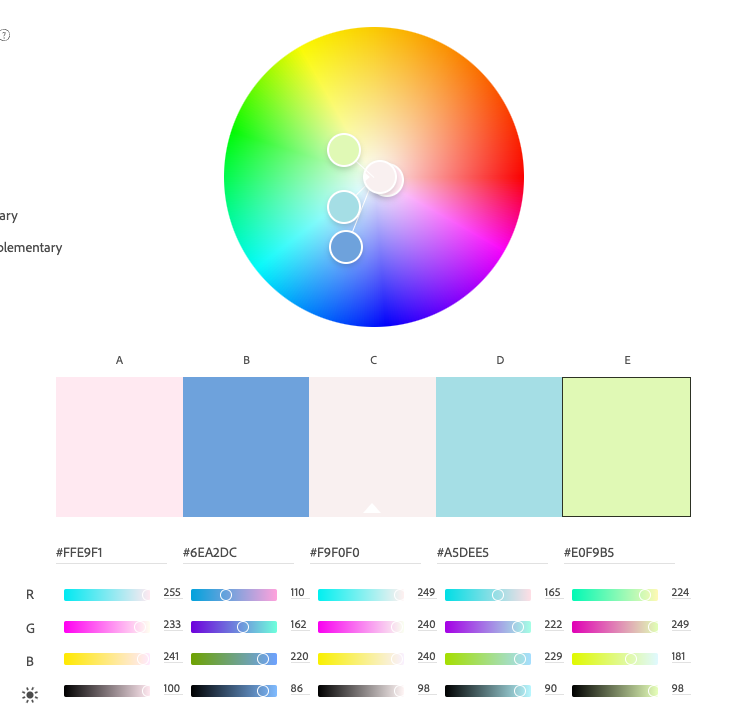 ?
ary
plementary
A B C D E
#FFE9F1 #6EA2DC #F9F0F0 #A5DEE5 #E0F9B5
R 255 110 249 165 224
G 233 162 240 222 249
B 241 220 240 229 181
100 86 98 90 98